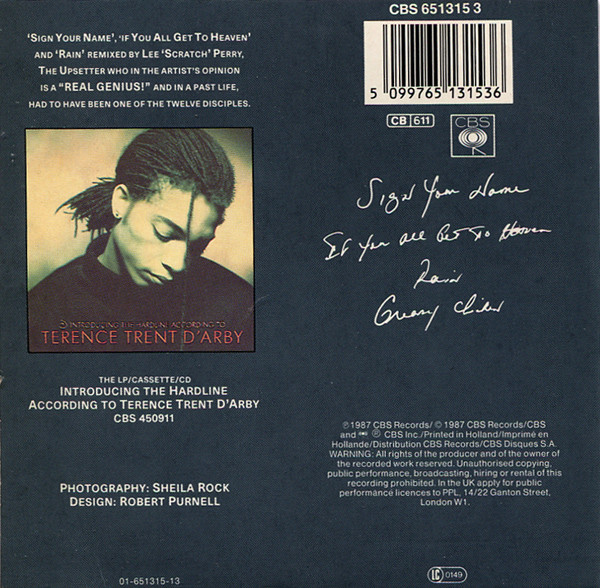 ‘SIGN YOUR NAME’, ‘IF YOU ALL GET TO HEAVEN’
AND ‘RAIN’ REMIXED BY LEE ‘SCRATCH’ PERRY,
THE UPSETTER WHO IN THE ARTIST’S OPINION
IS A “REAL GENIUS!” AND IN A PAST LIFE,
HAD TO HAVE BEEN ONE OF THE TWELVE DISCIPLES.
INTRODUCING THE HARDLINE ACCORDING TO
TERENCE TRENT D’ARBY
THE LP/CASSETTE/CD
INTRODUCING THE HARDLINE
ACCORDING TO TERENCE TRENT D’ARBY
CBS 450911
PHOTOGRAPHY: SHEILA ROCK
DESIGN: ROBERT PURNELL
01-651315-13
CBS 651315 3
5 099765 131536
CB 611
CBS
Sign Your Name
If You All Get To Heaven
Rain
Greasy Chicken
℗ 1987 CBS Records/ © 1987 CBS Records/CBS
and ℗ CBS Inc./Printed in Holland/Imprimé en
Hollande/Distribution CBS Records/CBS Disques S.A.
WARNING: All rights of the producer and of the owner of
the recorded work reserved. Unauthorised copying,
public performance, broadcasting, hiring or rental of this
recording prohibited. In the UK apply for public
performance licences to PPL, 14/22 Ganton Street,
London W1.
LC 0149